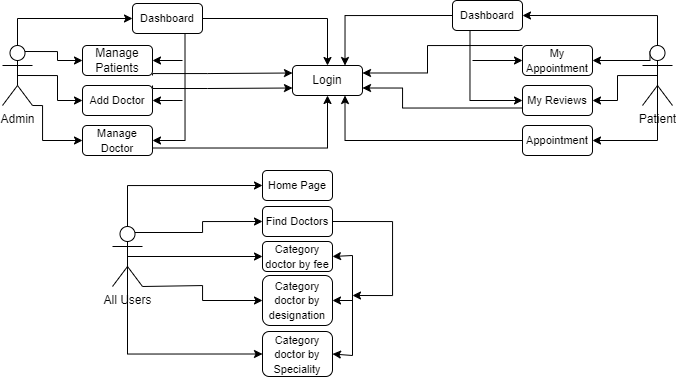 Dashboard
Dashboard
Manage
Patients
My
Appointment
Login
Add Doctor
My Reviews
Admin
Patient
Manage
Doctor
Appointment
Home Page
Find Doctors
Category
doctor by fee
Category
doctor by
designation
All Users
Category
doctor by
Speciality